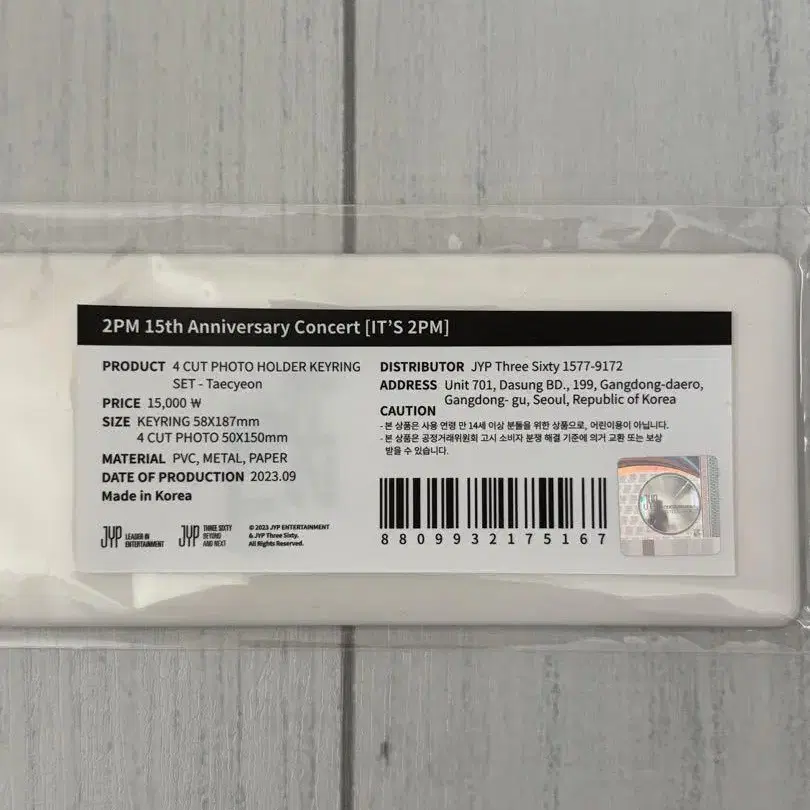 2PM 15th Anniversary Concert [IT'S 2PM]
PRODUCT 4 CUT PHOTO HOLDER KEYRING
SET - Taecyeon
PRICE 15,000 ₩
SIZE KEYRING 58X187mm
4 CUT PHOTO 50X150mm
MATERIAL PVC, METAL, PAPER
DATE OF PRODUCTION 2023.09
Made in Korea
DISTRIBUTOR JYP Three Sixty 1577-9172
ADDRESS Unit 701, Dasung BD., 199, Gangdong-daero,
Gangdong- gu, Seoul, Republic of Korea
CAUTION
- 본 상품은 사용 연령 만 14세 이상 분들을 위한 상품으로, 어린이용이 아닙니다.
- 본 상품은 공정거래위원회 고시 소비자 분쟁 해결 기준에 의거 교환 또는 보상
받을 수 있습니다.
8809932175167
JYP LEADER IN
ENTERTAINMENT
JYP THREE SIXTY
BEYOND
AND NEXT
© 2023 JYP ENTERTAINMENT
& JYP Three Sixty.
All Rights Reserved.
JYP